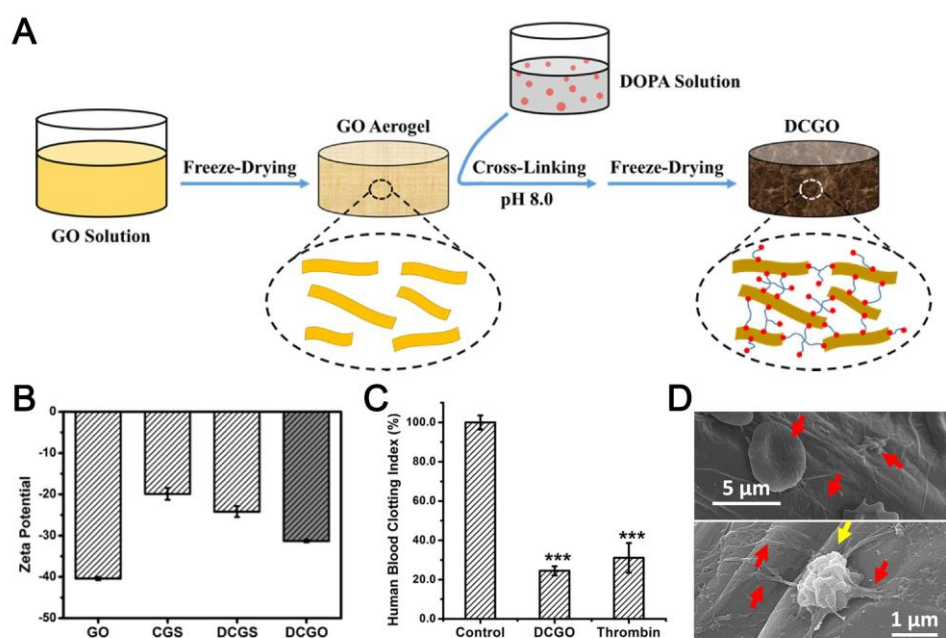 A
DOPA Solution
GO Aerogel
DCGO
Freeze-Drying
Cross-Linking
Freeze-Drying
pH 8.0
GO Solution
B
Zeta Potential
0
-10
-20
-30
-40
-50
GO CGS DCGS DCGO
C
Human Blood Clotting Index (%)
100.0
80.0
60.0
40.0
20.0
0.0
*** ***
Control DCGO Thrombin
D
5 μm
1 μm